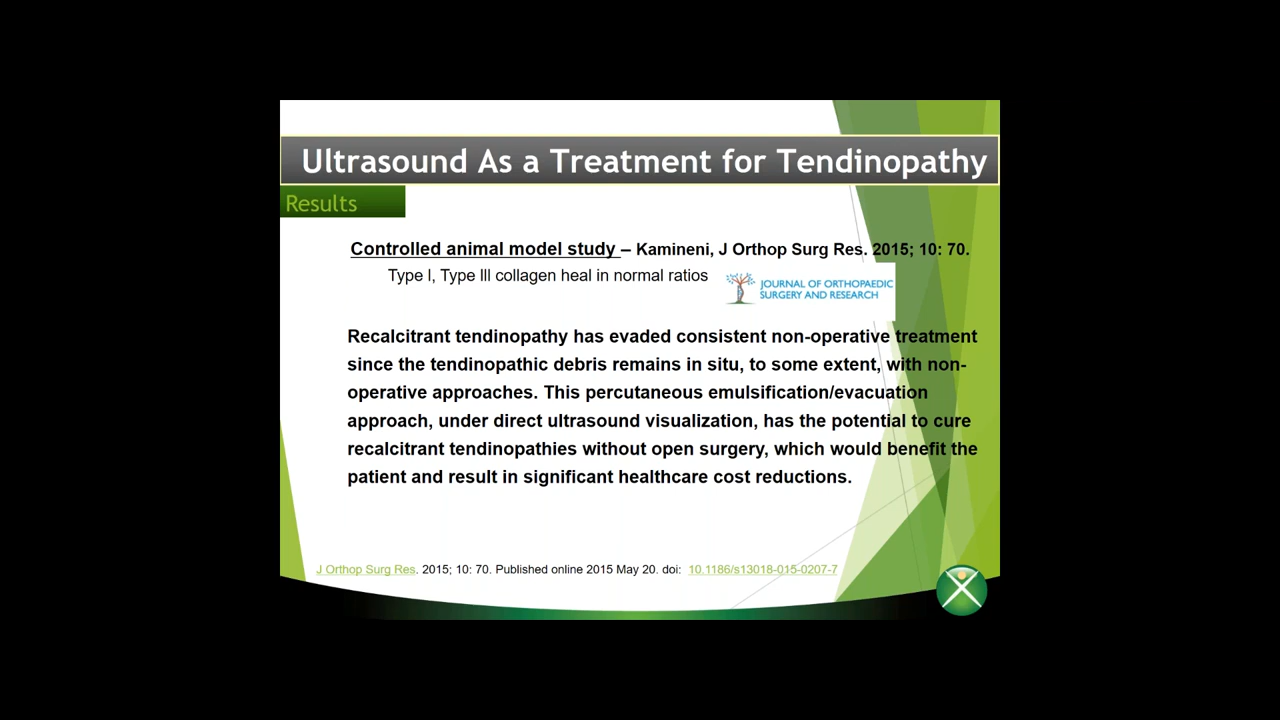 Ultrasound As a Treatment for Tendinopathy
Results
Controlled animal model study – Kamineni, J Orthop Surg Res. 2015; 10: 70.
Type I, Type III collagen heal in normal ratios
JOURNAL OF ORTHOPAEDIC
SURGERY AND RESEARCH
Recalcitrant tendinopathy has evaded consistent non-operative treatment
since the tendinopathic debris remains in situ, to some extent, with non-
operative approaches. This percutaneous emulsification/evacuation
approach, under direct ultrasound visualization, has the potential to cure
recalcitrant tendinopathies without open surgery, which would benefit the
patient and result in significant healthcare cost reductions.
J Orthop Surg Res. 2015; 10: 70. Published online 2015 May 20. doi: 10.1186/s13018-015-0207-7